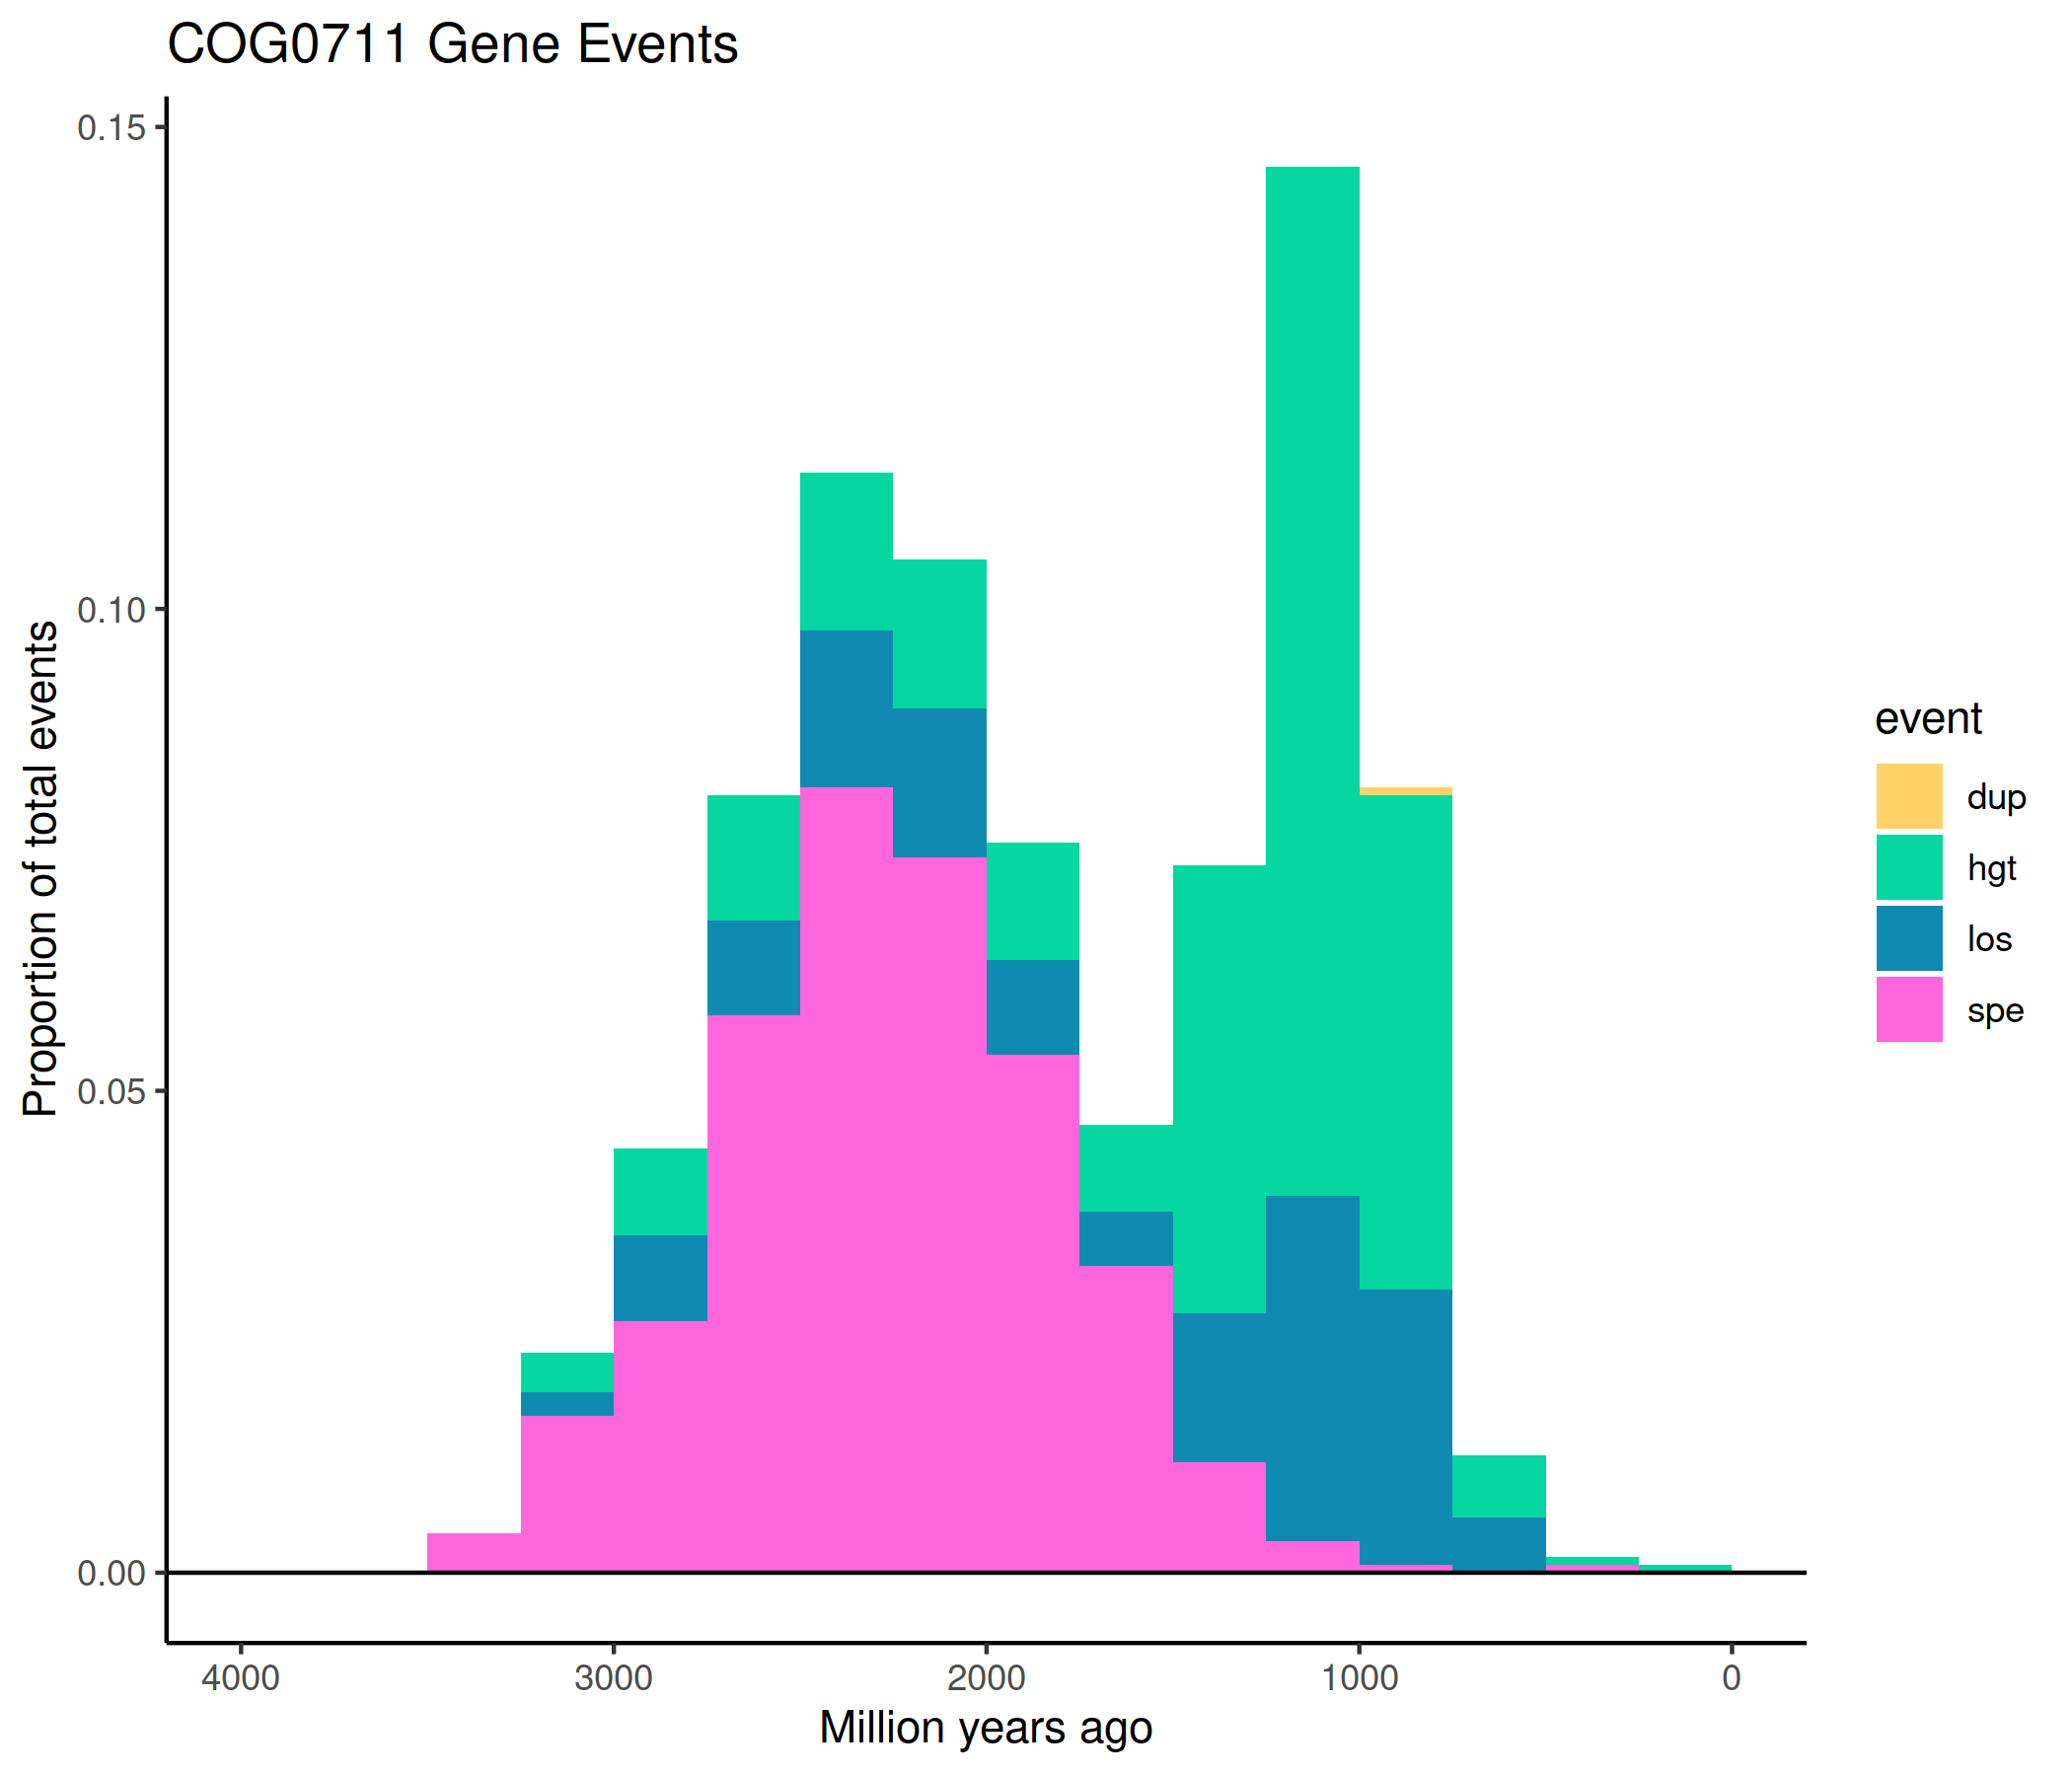 COG0711 Gene Events
0.15
0.10
0.05
0.00
Proportion of total events
4000 3000 2000 1000 0
Million years ago
event
dup
hgt
los
spe